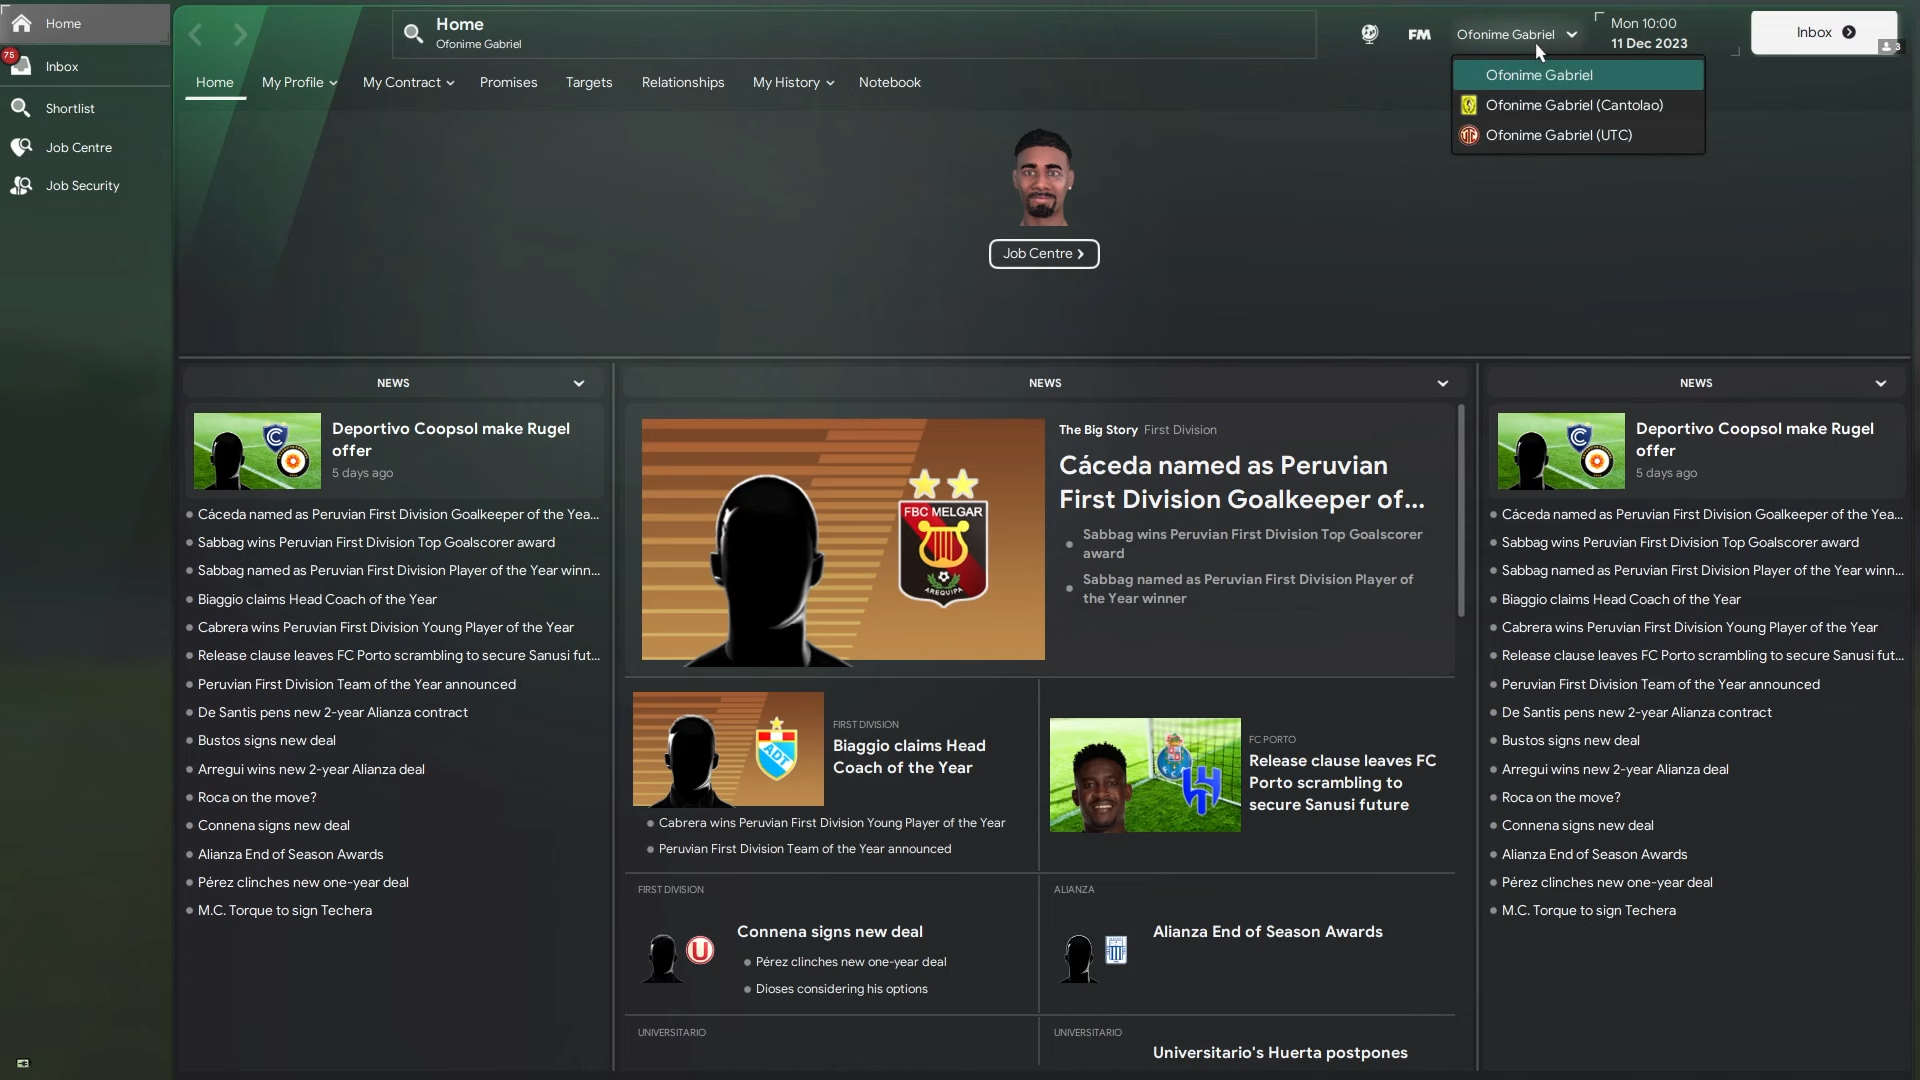 Home
75
Inbox
Shortlist
Job Centre
Job Security
Home
Ofonime Gabriel
FM
Ofonime Gabriel
Mon 10:00
11 Dec 2023
Inbox
3
Ofonime Gabriel
Ofonime Gabriel (Cantolao)
Ofonime Gabriel (UTC)
Home
My Profile
My Contract
Promises
Targets
Relationships
My History
Notebook
Job Centre
NEWS
Deportivo Coopsol make Rugel
offer
5 days ago
Cáceda named as Peruvian First Division Goalkeeper of the Yea...
Sabbag wins Peruvian First Division Top Goalscorer award
Sabbag named as Peruvian First Division Player of the Year winn...
Biaggio claims Head Coach of the Year
Cabrera wins Peruvian First Division Young Player of the Year
Release clause leaves FC Porto scrambling to secure Sanusi fut...
Peruvian First Division Team of the Year announced
De Santis pens new 2-year Alianza contract
Bustos signs new deal
Arregui wins new 2-year Alianza deal
Roca on the move?
Connena signs new deal
Alianza End of Season Awards
Pérez clinches new one-year deal
M.C. Torque to sign Techera
NEWS
FBC MELGAR
AREQUIPA
The Big Story First Division
Cáceda named as Peruvian
First Division Goalkeeper of...
Sabbag wins Peruvian First Division Top Goalscorer
award
Sabbag named as Peruvian First Division Player of
the Year winner
ADT
FIRST DIVISION
Biaggio claims Head
Coach of the Year
Cabrera wins Peruvian First Division Young Player of the Year
Peruvian First Division Team of the Year announced
FC PORTO
Release clause leaves FC
Porto scrambling to
secure Sanusi future
FIRST DIVISION
U
Connena signs new deal
Pérez clinches new one-year deal
Dioses considering his options
ALIANZA
Alianza End of Season Awards
UNIVERSITARIO
UNIVERSITARIO
Universitario's Huerta postpones
NEWS
Deportivo Coopsol make Rugel
offer
5 days ago
Cáceda named as Peruvian First Division Goalkeeper of the Yea...
Sabbag wins Peruvian First Division Top Goalscorer award
Sabbag named as Peruvian First Division Player of the Year winn...
Biaggio claims Head Coach of the Year
Cabrera wins Peruvian First Division Young Player of the Year
Release clause leaves FC Porto scrambling to secure Sanusi fut...
Peruvian First Division Team of the Year announced
De Santis pens new 2-year Alianza contract
Bustos signs new deal
Arregui wins new 2-year Alianza deal
Roca on the move?
Connena signs new deal
Alianza End of Season Awards
Pérez clinches new one-year deal
M.C. Torque to sign Techera